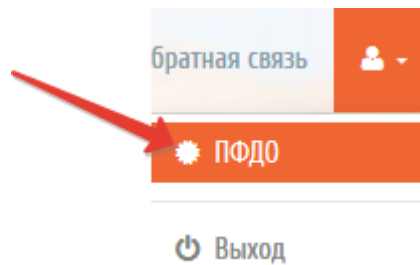 братная связь
ПФДО
Выход